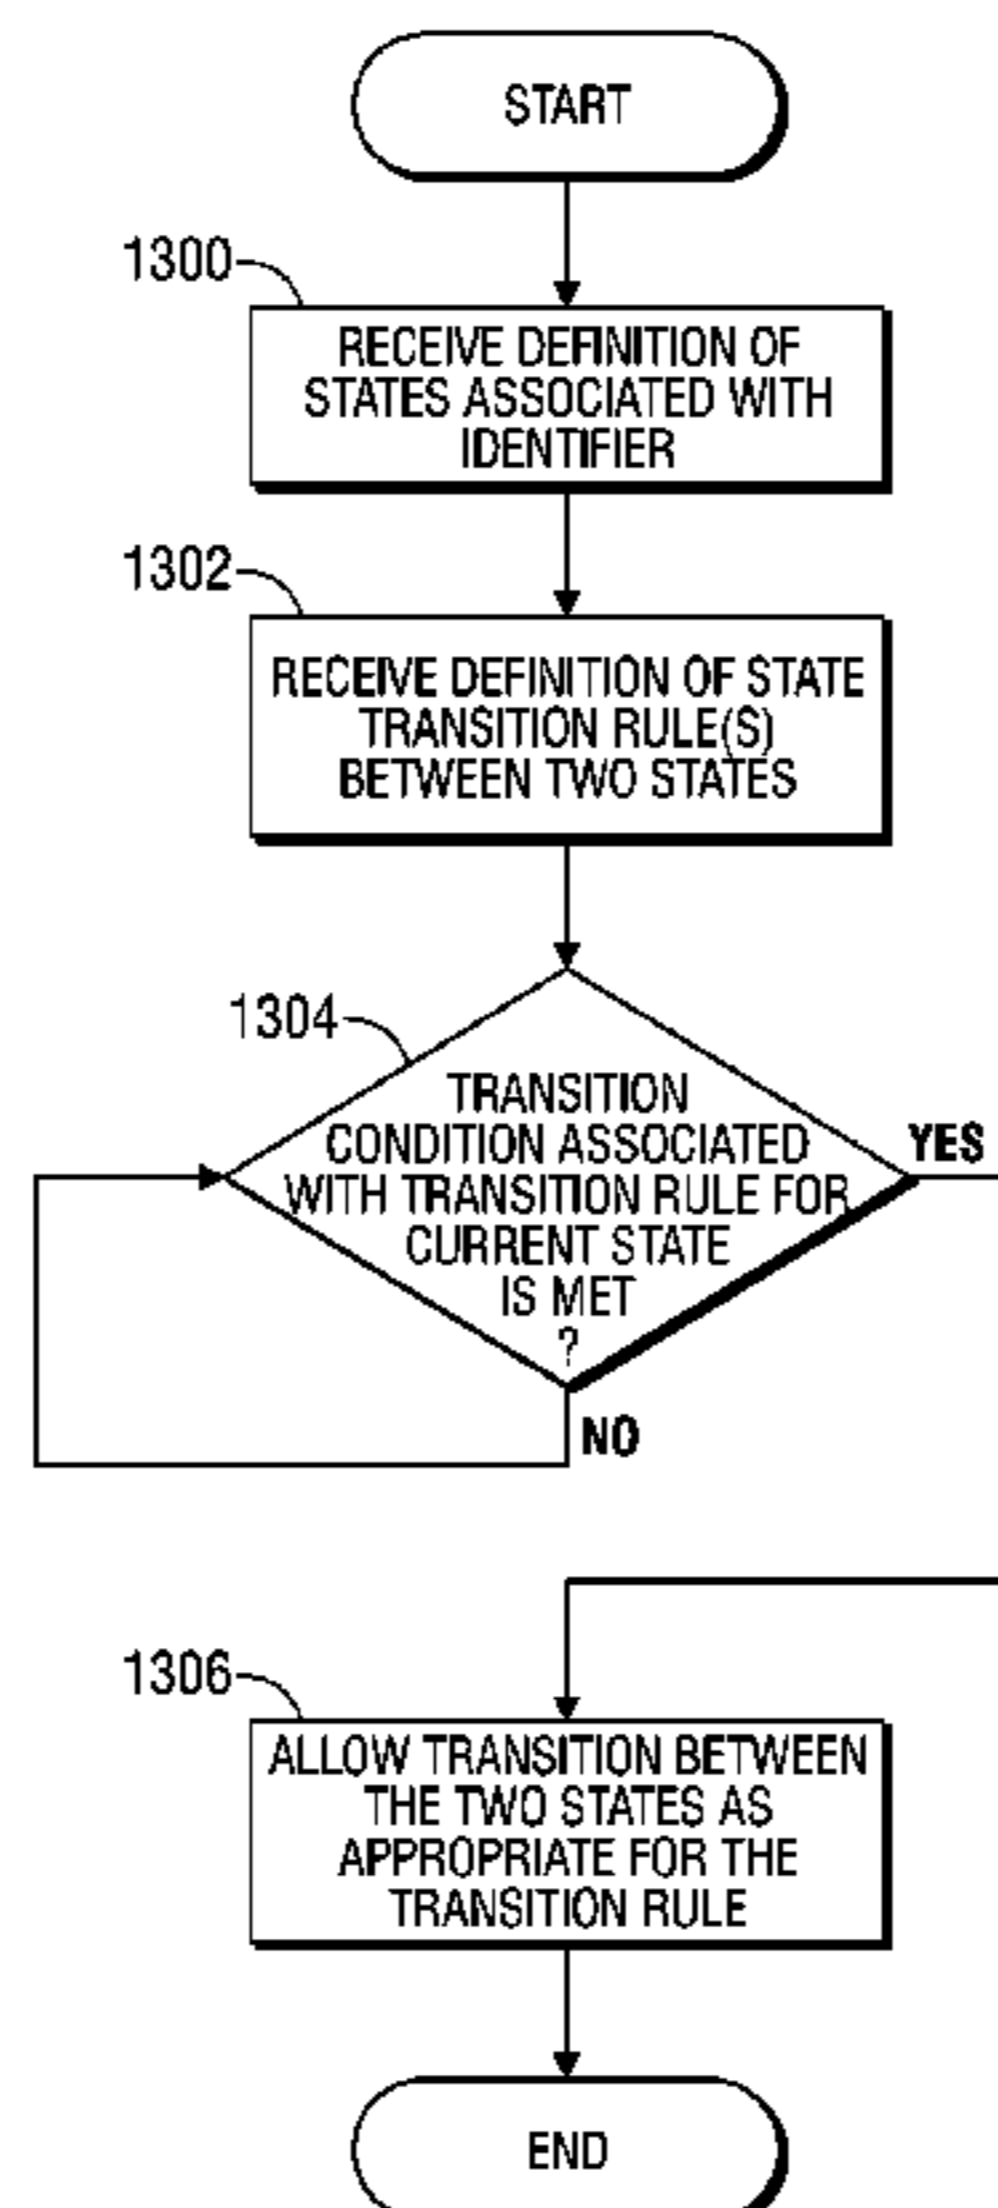 START
1300
RECEIVE DEFINITION OF
STATES ASSOCIATED WITH
IDENTIFIER
1302
RECEIVE DEFINITION OF STATE
TRANSITION RULE(S)
BETWEEN TWO STATES
1304
TRANSITION
CONDITION ASSOCIATED
WITH TRANSITION RULE FOR
CURRENT STATE
IS MET
?
YES
NO
1306
ALLOW TRANSITION BETWEEN
THE TWO STATES AS
APPROPRIATE FOR THE
TRANSITION RULE
END